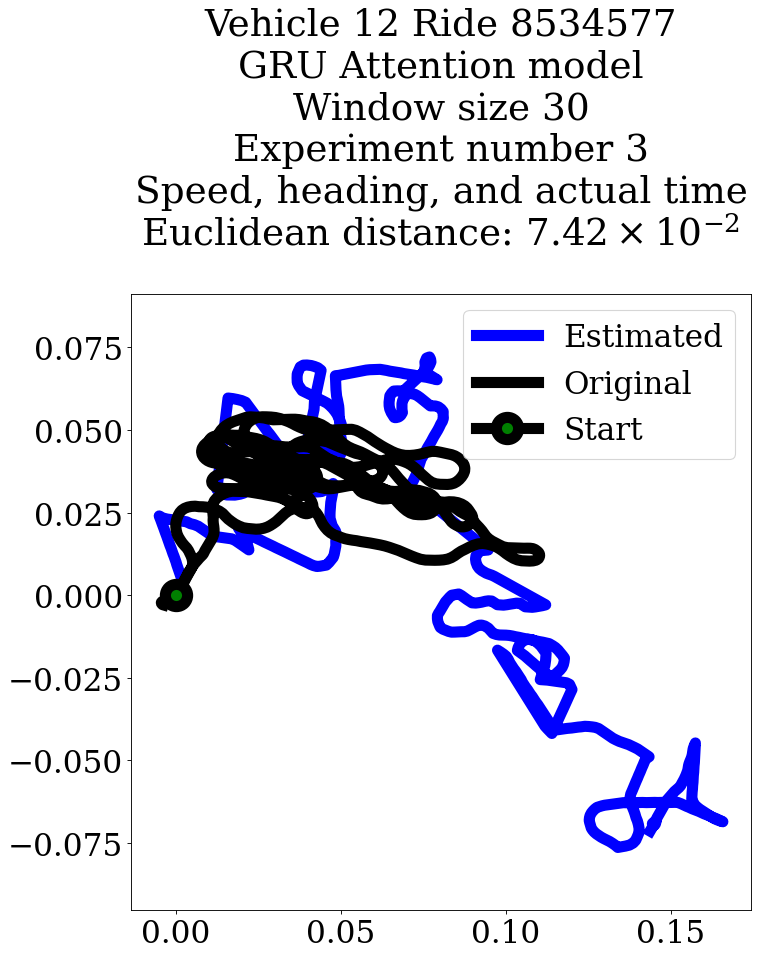 Vehicle 12 Ride 8534577
GRU Attention model
Window size 30
Experiment number 3
Speed, heading, and actual time
Euclidean distance: 7.42 × 10⁻²
Estimated
Original
Start
0.075
0.050
0.025
0.000
−0.025
−0.050
−0.075
0.00 0.05 0.10 0.15